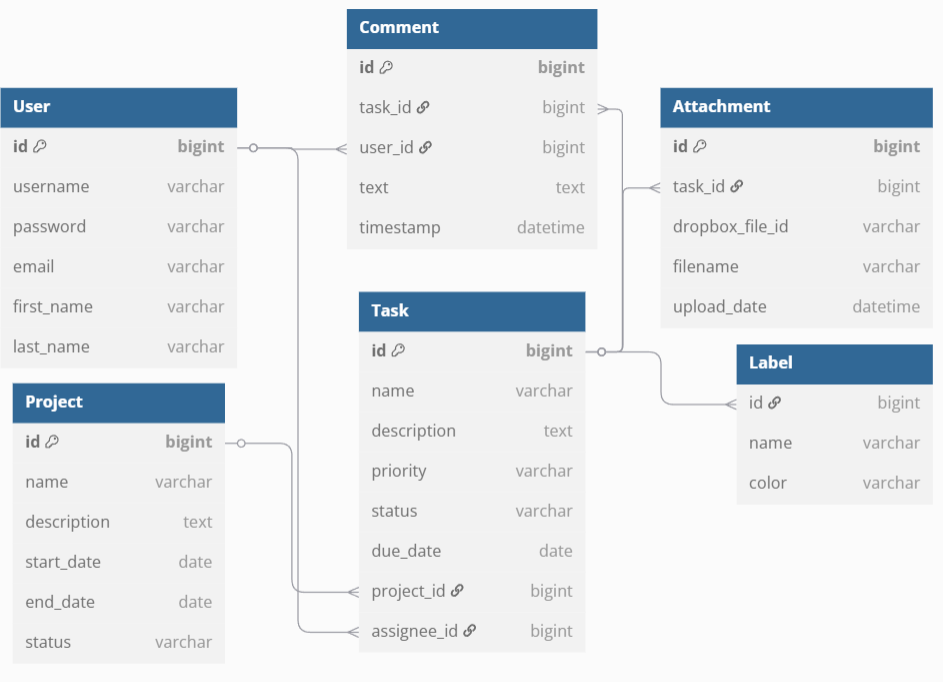 Comment
id bigint
task_id bigint
user_id bigint
text text
timestamp datetime
User
id bigint
username varchar
password varchar
email varchar
first_name varchar
last_name varchar
Attachment
id bigint
task_id bigint
dropbox_file_id varchar
filename varchar
upload_date datetime
Task
id bigint
name varchar
description text
priority varchar
status varchar
due_date date
project_id bigint
assignee_id bigint
Label
id bigint
name varchar
color varchar
Project
id bigint
name varchar
description text
start_date date
end_date date
status varchar